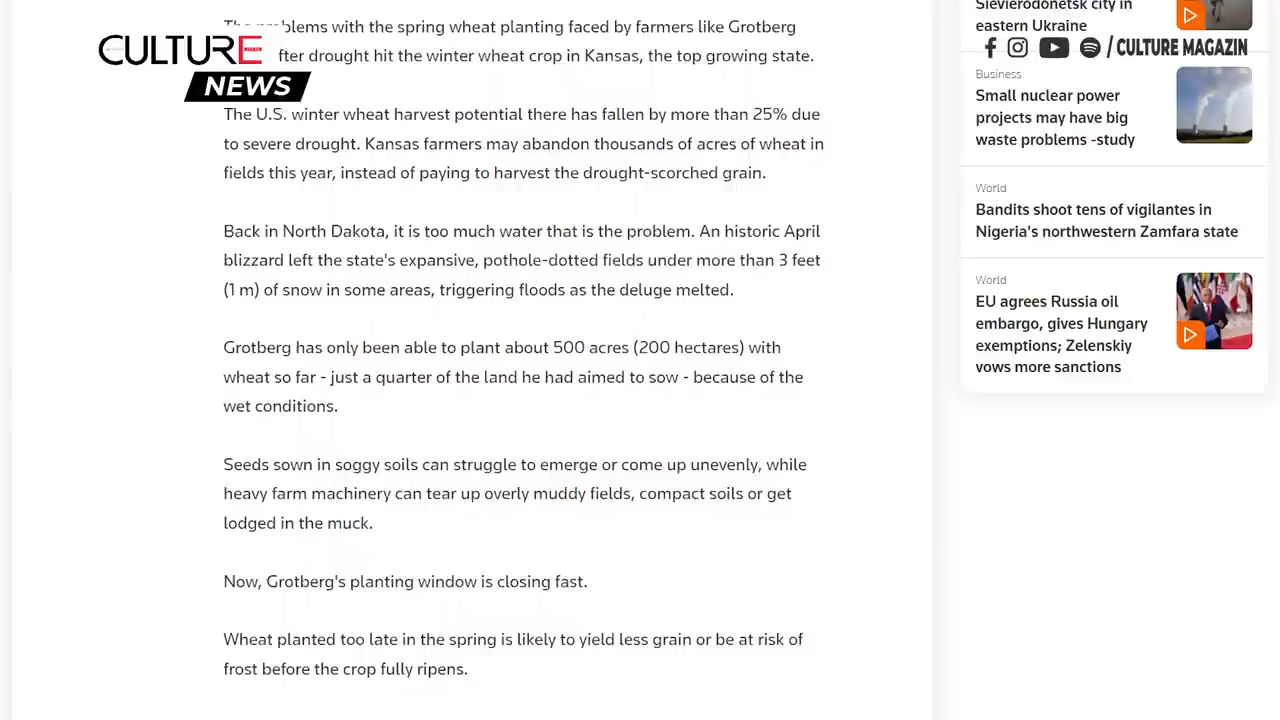 The problems with the spring wheat planting faced by farmers like Grotberg
CULTURE
after drought hit the winter wheat crop in Kansas, the top growing state.
NEWS
The U.S. winter wheat harvest potential there has fallen by more than 25% due
to severe drought. Kansas farmers may abandon thousands of acres of wheat in
fields this year, instead of paying to harvest the drought-scorched grain.
Back in North Dakota, it is too much water that is the problem. An historic April
blizzard left the state's expansive, pothole-dotted fields under more than 3 feet
(1 m) of snow in some areas, triggering floods as the deluge melted.
Grotberg has only been able to plant about 500 acres (200 hectares) with
wheat so far - just a quarter of the land he had aimed to sow - because of the
wet conditions.
Seeds sown in soggy soils can struggle to emerge or come up unevenly, while
heavy farm machinery can tear up overly muddy fields, compact soils or get
lodged in the muck.
Now, Grotberg's planting window is closing fast.
Wheat planted too late in the spring is likely to yield less grain or be at risk of
frost before the crop fully ripens.
Sievierodonetsk city in
eastern Ukraine
/ CULTURE MAGAZIN
Business
Small nuclear power
projects may have big
waste problems -study
World
Bandits shoot tens of vigilantes in
Nigeria's northwestern Zamfara state
World
EU agrees Russia oil
embargo, gives Hungary
exemptions; Zelenskiy
vows more sanctions